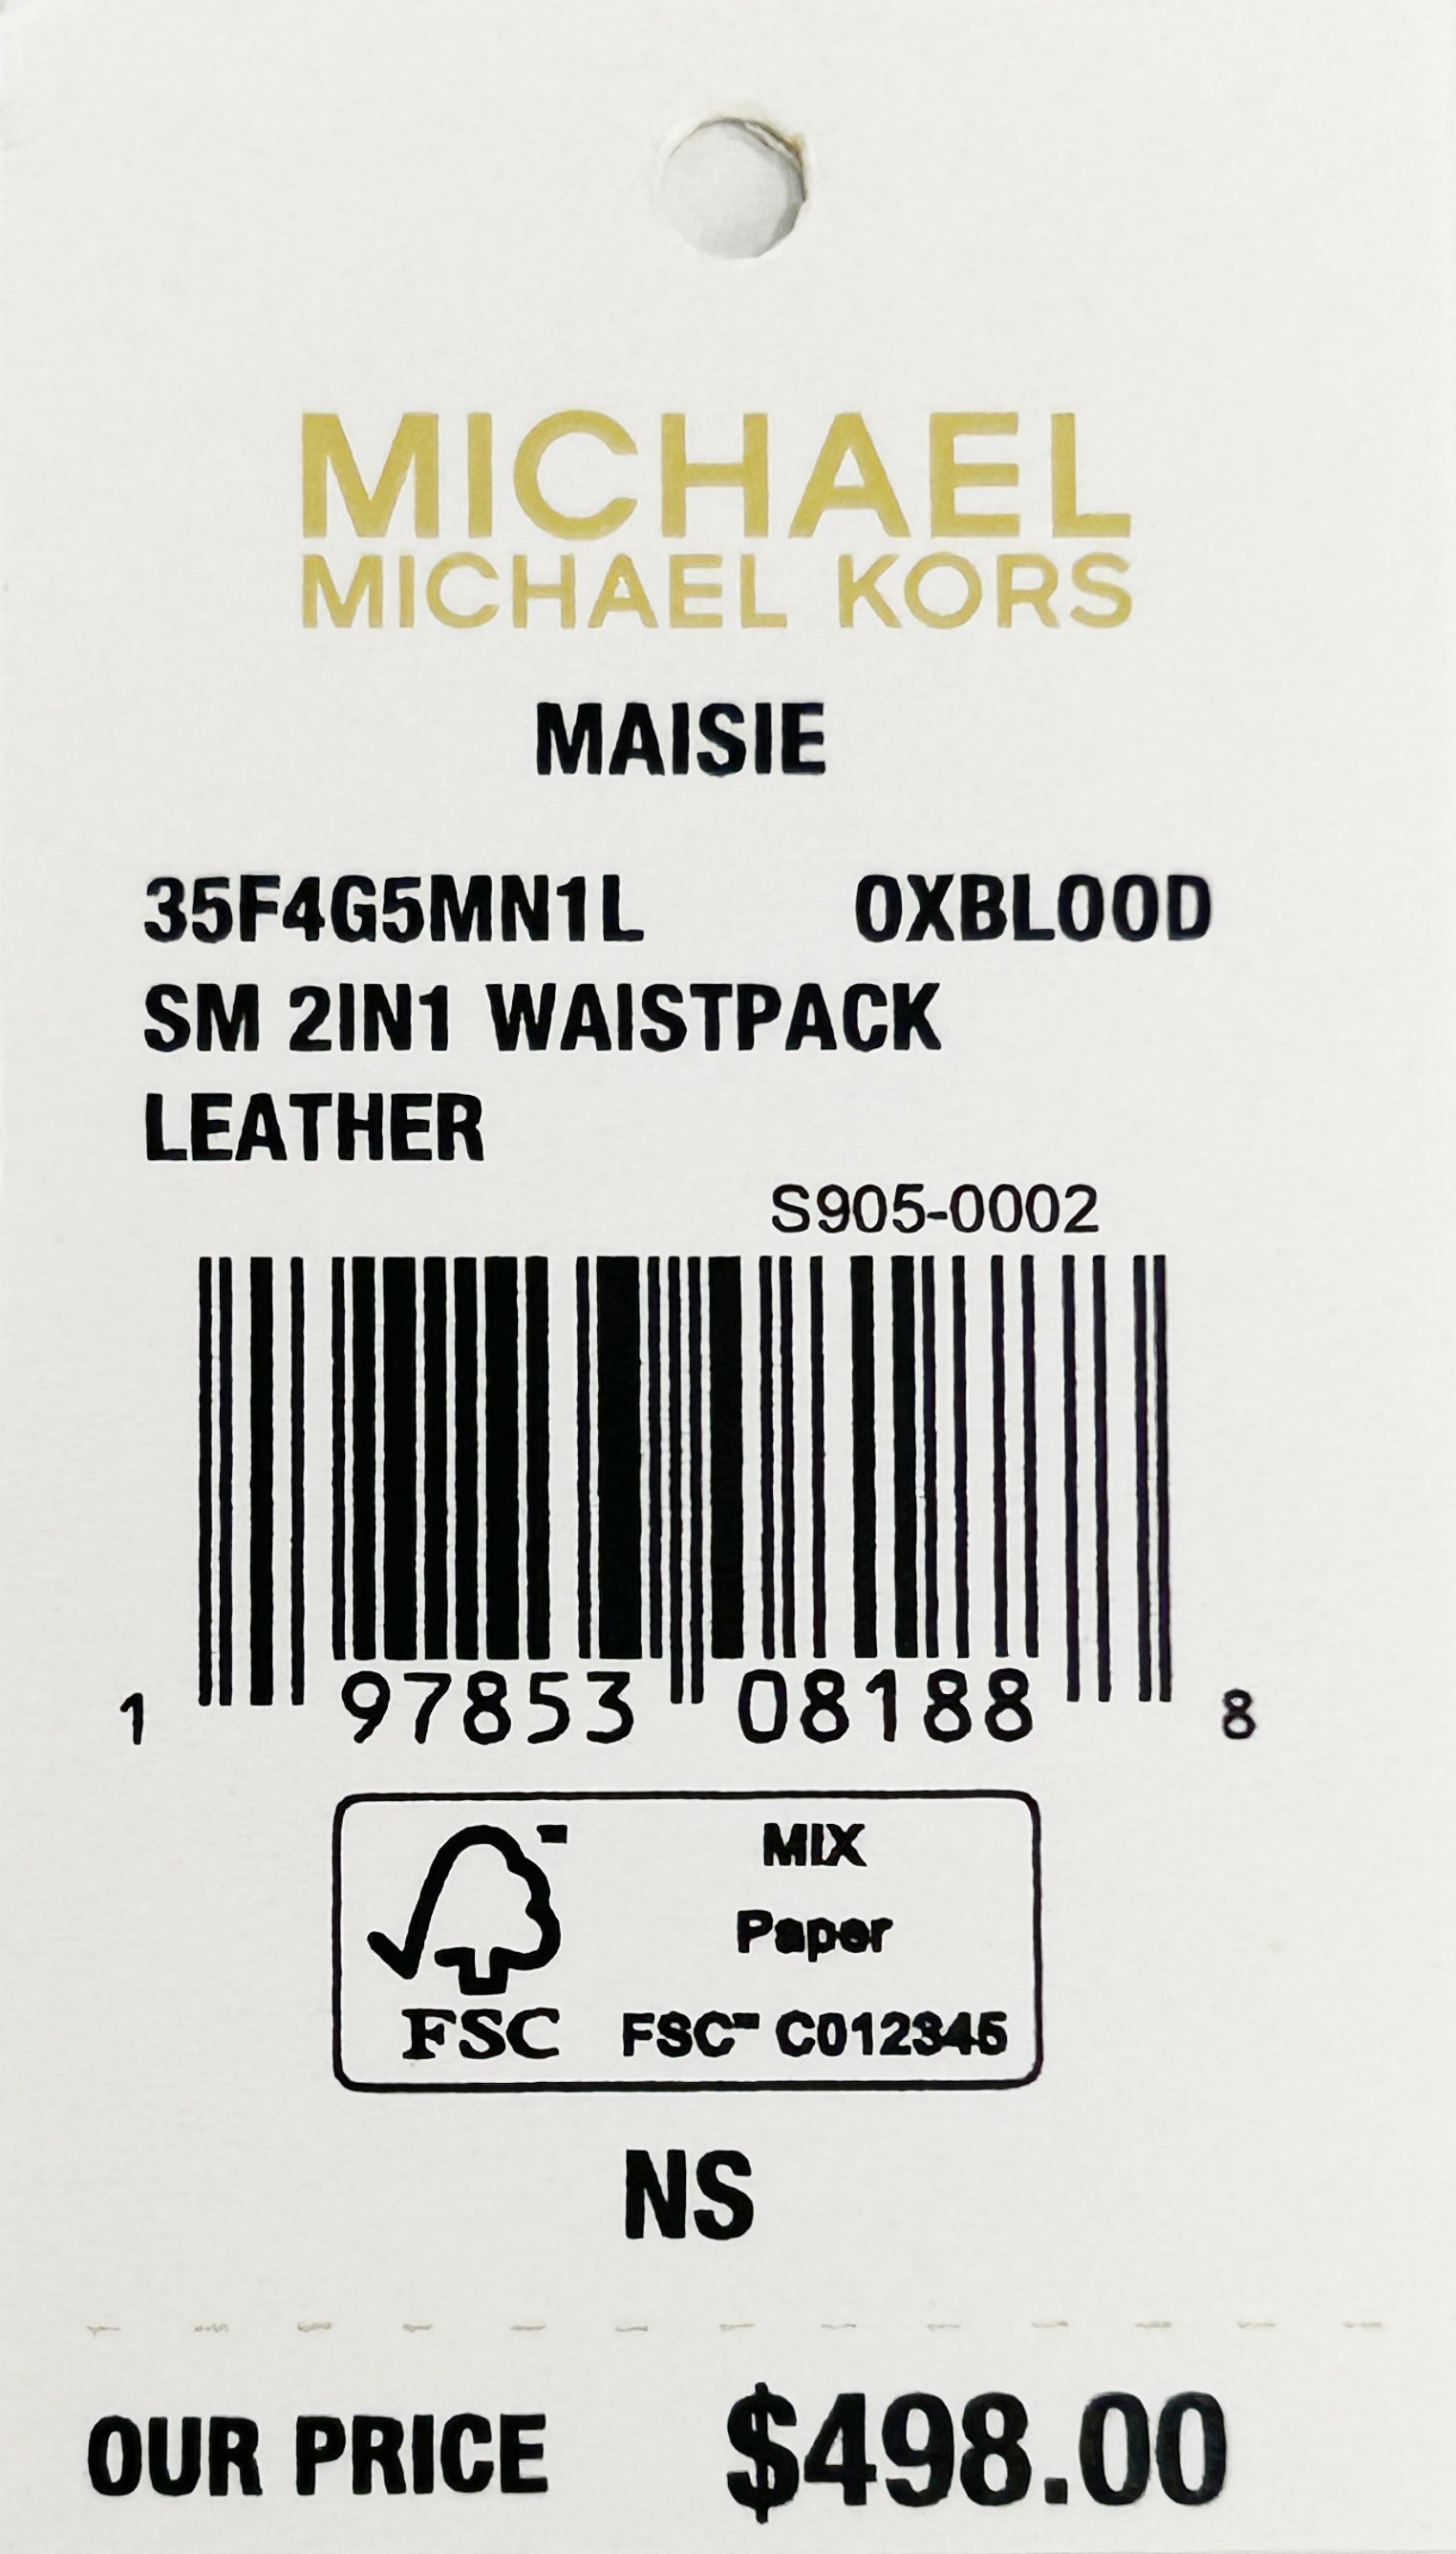 MICHAEL
MICHAEL KORS
MAISIE
35F4G5MN1L OXBLOOD
SM 2IN1 WAISTPACK
LEATHER
S905-0002
1 97853 08188 8
MIX
Paper
FSC FSC™ C012345
NS
OUR PRICE $498.00